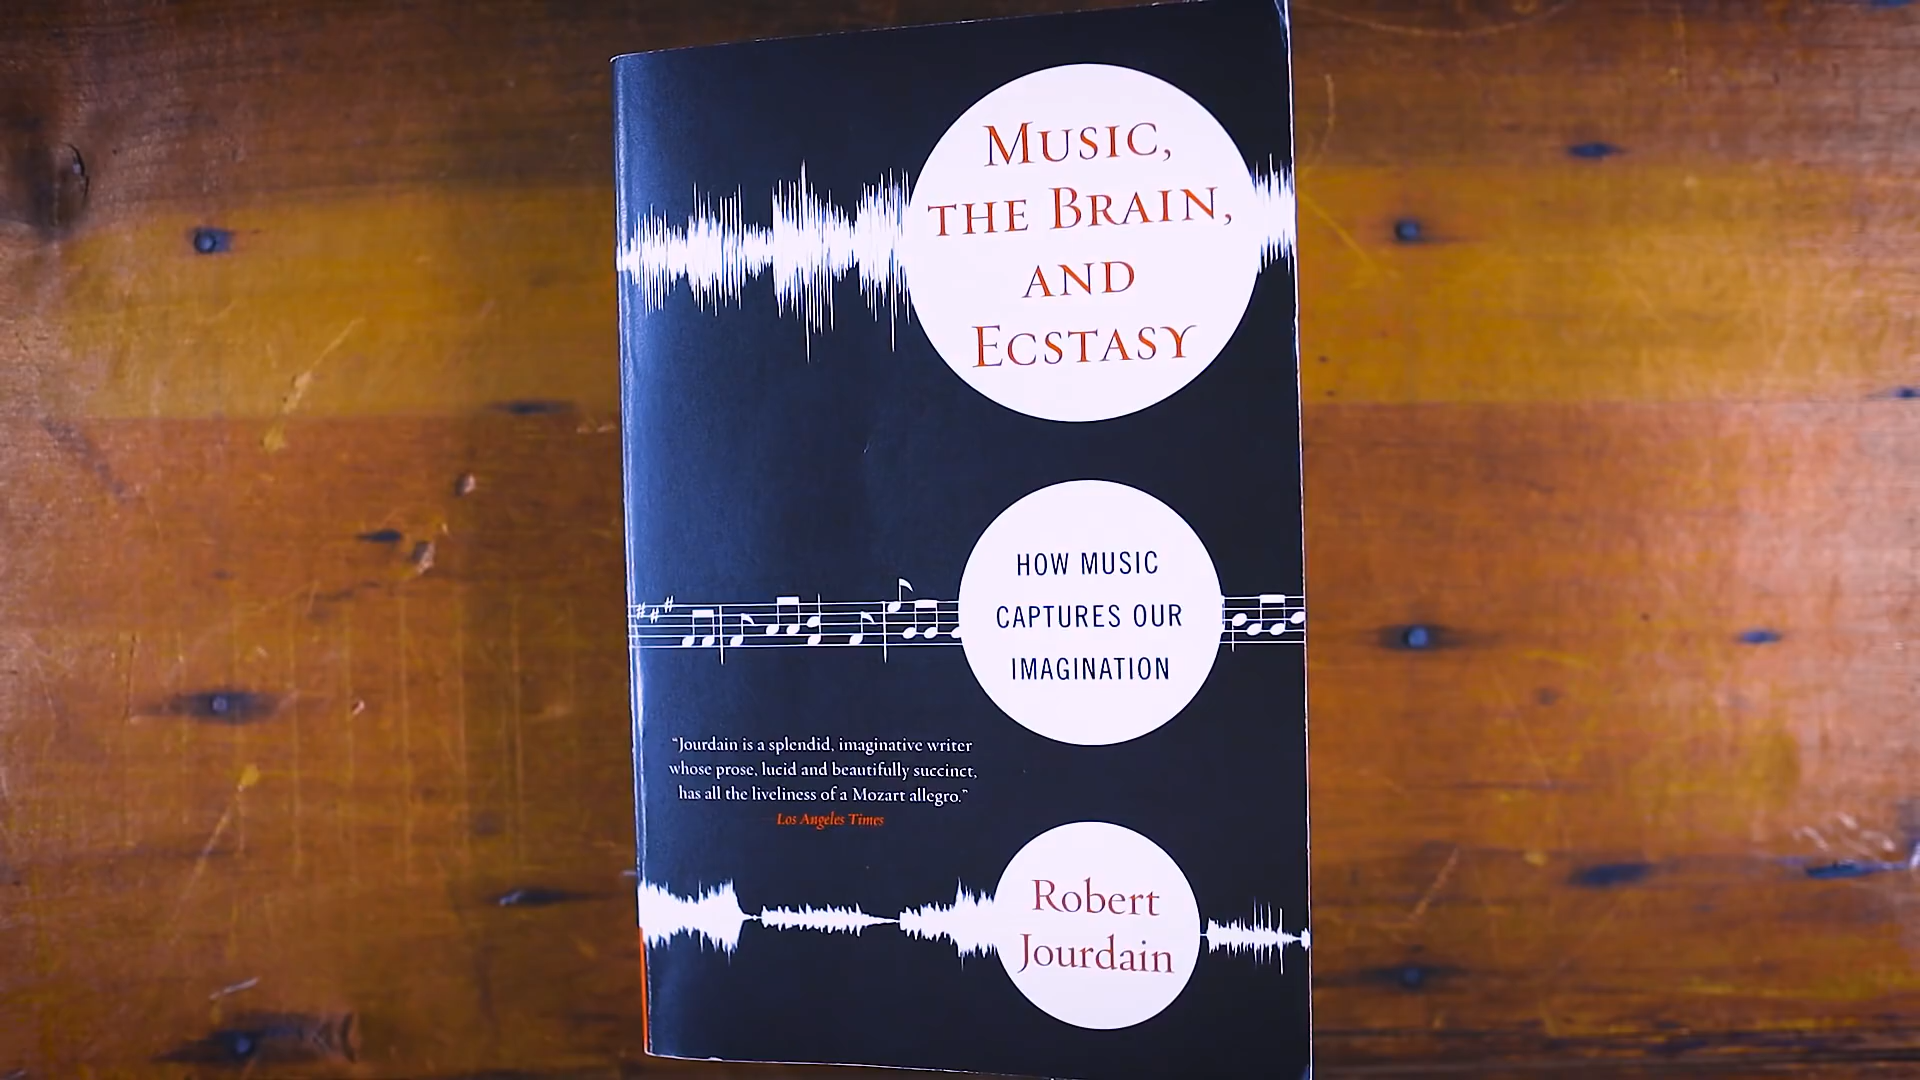 MUSIC,
THE BRAIN,
AND
ECSTASY
HOW MUSIC
CAPTURES OUR
IMAGINATION
“Jourdain is a splendid, imaginative writer
whose prose, lucid and beautifully succinct,
has all the liveliness of a Mozart allegro.”
Los Angeles Times
Robert
Jourdain